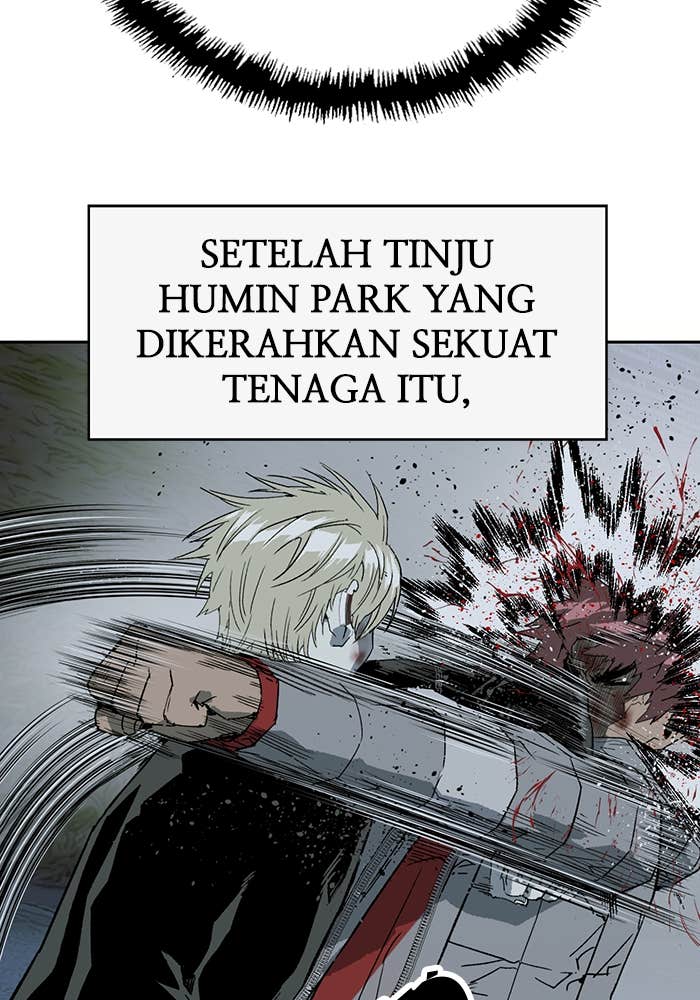 SETELAH TINJU
HUMIN PARK YANG
DIKERAHKAN SEKUAT
TENAGA ITU,